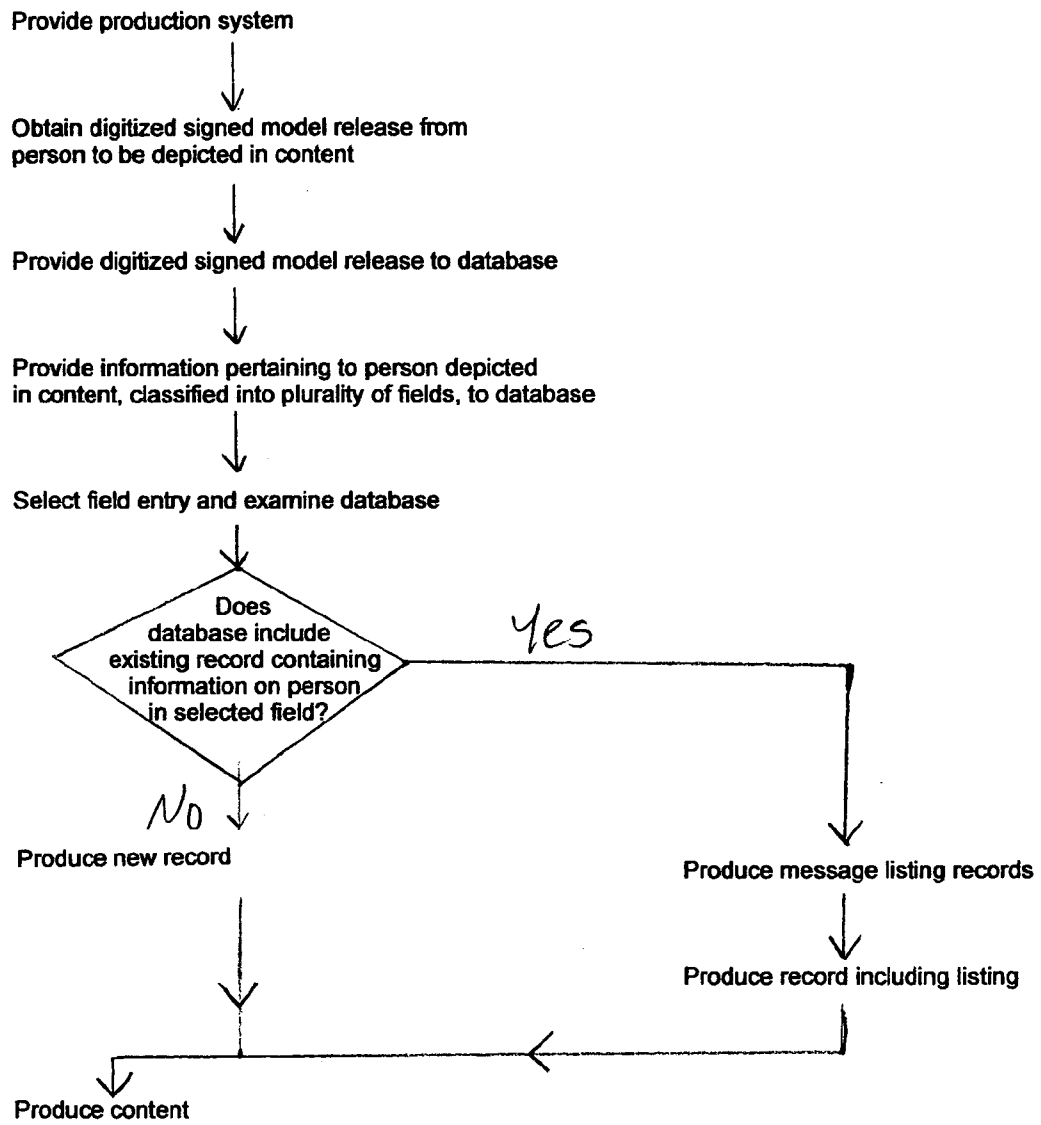 Provide production system
Obtain digitized signed model release from
person to be depicted in content
Provide digitized signed model release to database
Provide information pertaining to person depicted
in content, classified into plurality of fields, to database
Select field entry and examine database
Does
database include
existing record containing
information on person
in selected field?
Yes
No
Produce new record
Produce message listing records
Produce record including listing
Produce content